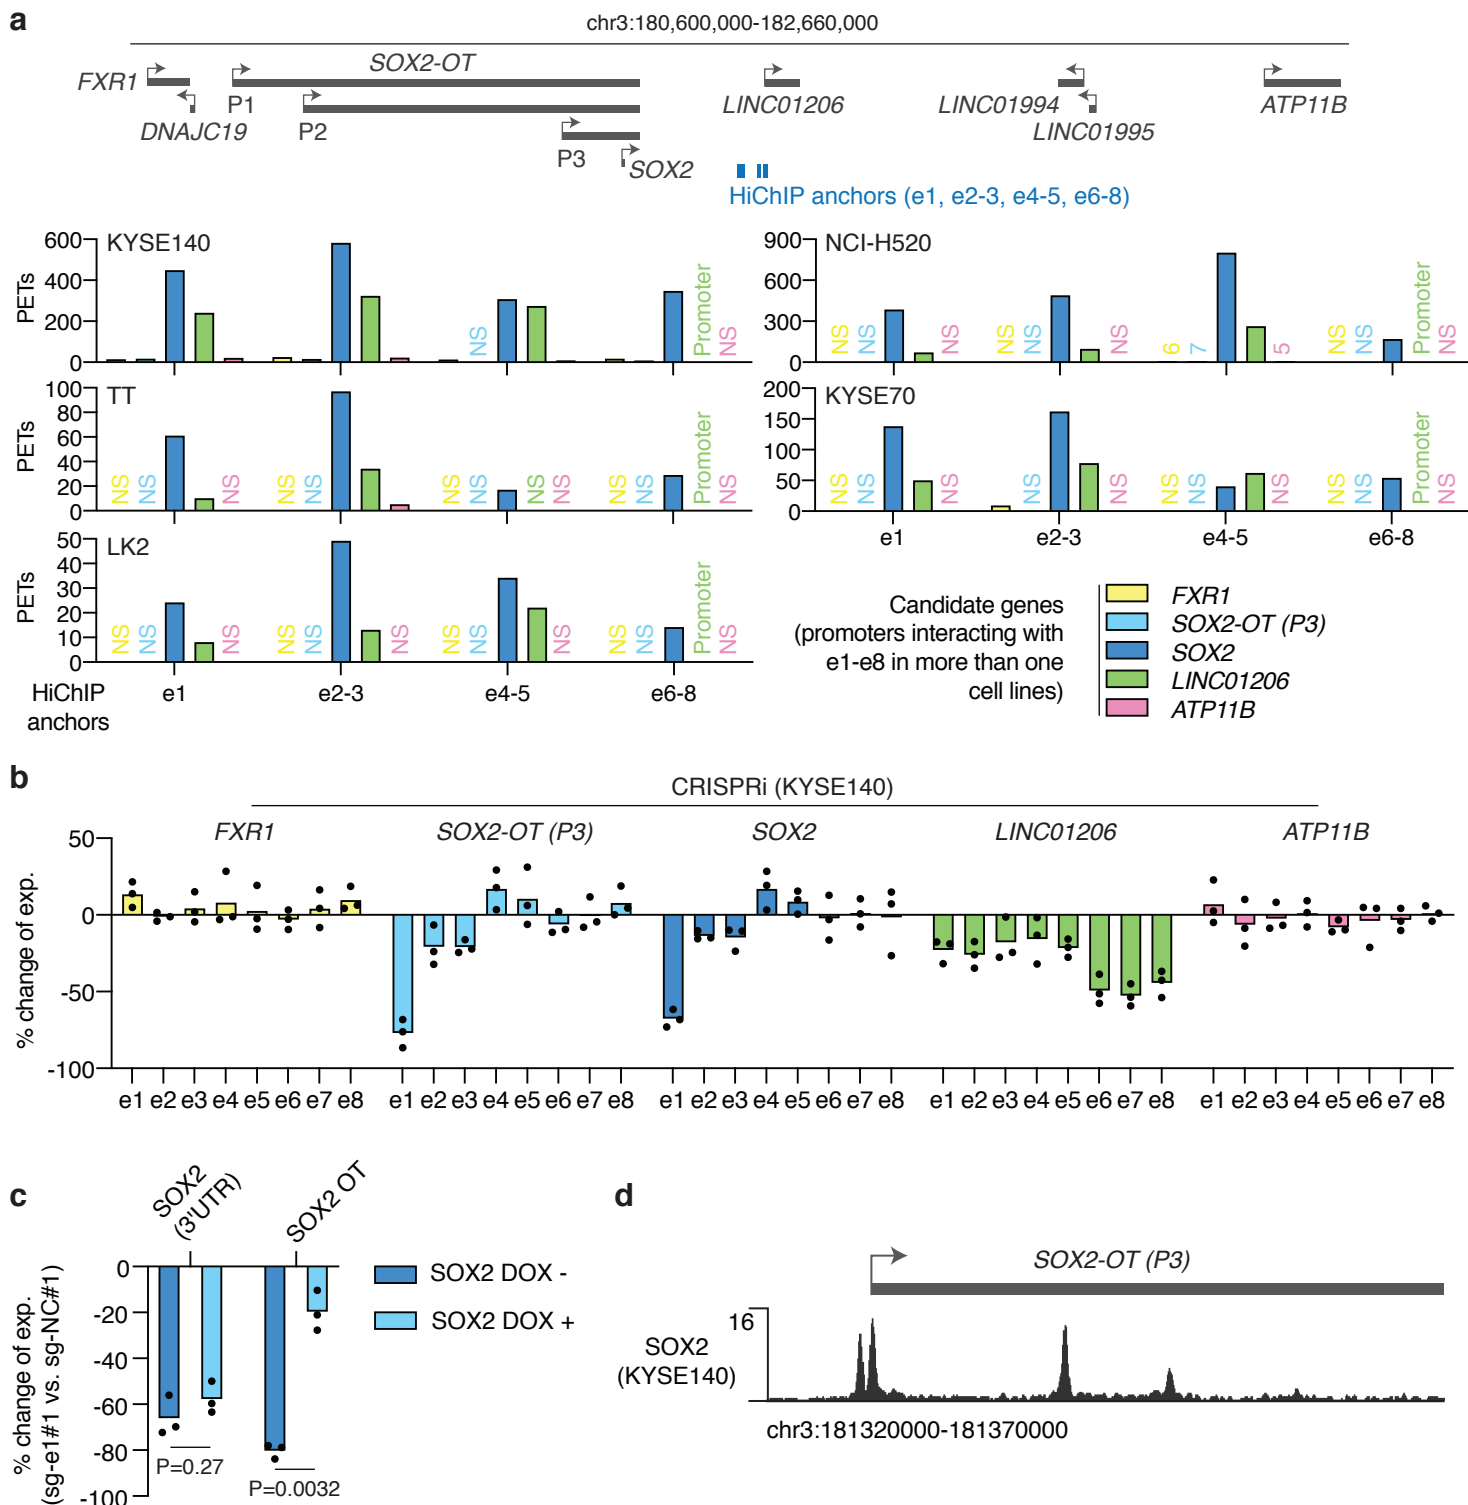 a
chr3:180,600,000-182,660,000
FXR1
SOX2-OT
DNAJC19
P1
P2
P3
SOX2
LINC01206
LINC01994
LINC01995
ATP11B
HiChIP anchors (e1, e2-3, e4-5, e6-8)
KYSE140
PETs
600
400
200
0
NS
Promoter
NS
NCI-H520
900
600
300
0
NS
NS
NS
NS
NS
NS
6
7
5
NS
NS
Promoter
NS
TT
PETs
100
80
60
40
20
0
NS
NS
NS
NS
NS
NS
NS
NS
NS
NS
NS
Promoter
NS
KYSE70
200
150
100
50
0
NS
NS
NS
NS
NS
NS
NS
NS
NS
NS
Promoter
NS
e1
e2-3
e4-5
e6-8
LK2
PETs
50
40
30
20
10
0
NS
NS
NS
NS
NS
NS
NS
NS
NS
NS
NS
Promoter
NS
HiChIP
anchors
e1
e2-3
e4-5
e6-8
Candidate genes
(promoters interacting with
e1-e8 in more than one
cell lines)
FXR1
SOX2-OT (P3)
SOX2
LINC01206
ATP11B
b
CRISPRi (KYSE140)
FXR1
SOX2-OT (P3)
SOX2
LINC01206
ATP11B
% change of exp.
50
0
-50
-100
e1 e2 e3 e4 e5 e6 e7 e8
e1 e2 e3 e4 e5 e6 e7 e8
e1 e2 e3 e4 e5 e6 e7 e8
e1 e2 e3 e4 e5 e6 e7 e8
e1 e2 e3 e4 e5 e6 e7 e8
c
SOX2
(3'UTR)
SOX2 OT
% change of exp.
(sg-e1#1 vs. sg-NC#1)
0
-20
-40
-60
-80
-100
P=0.27
P=0.0032
SOX2 DOX -
SOX2 DOX +
d
SOX2-OT (P3)
16
SOX2
(KYSE140)
chr3:181320000-181370000